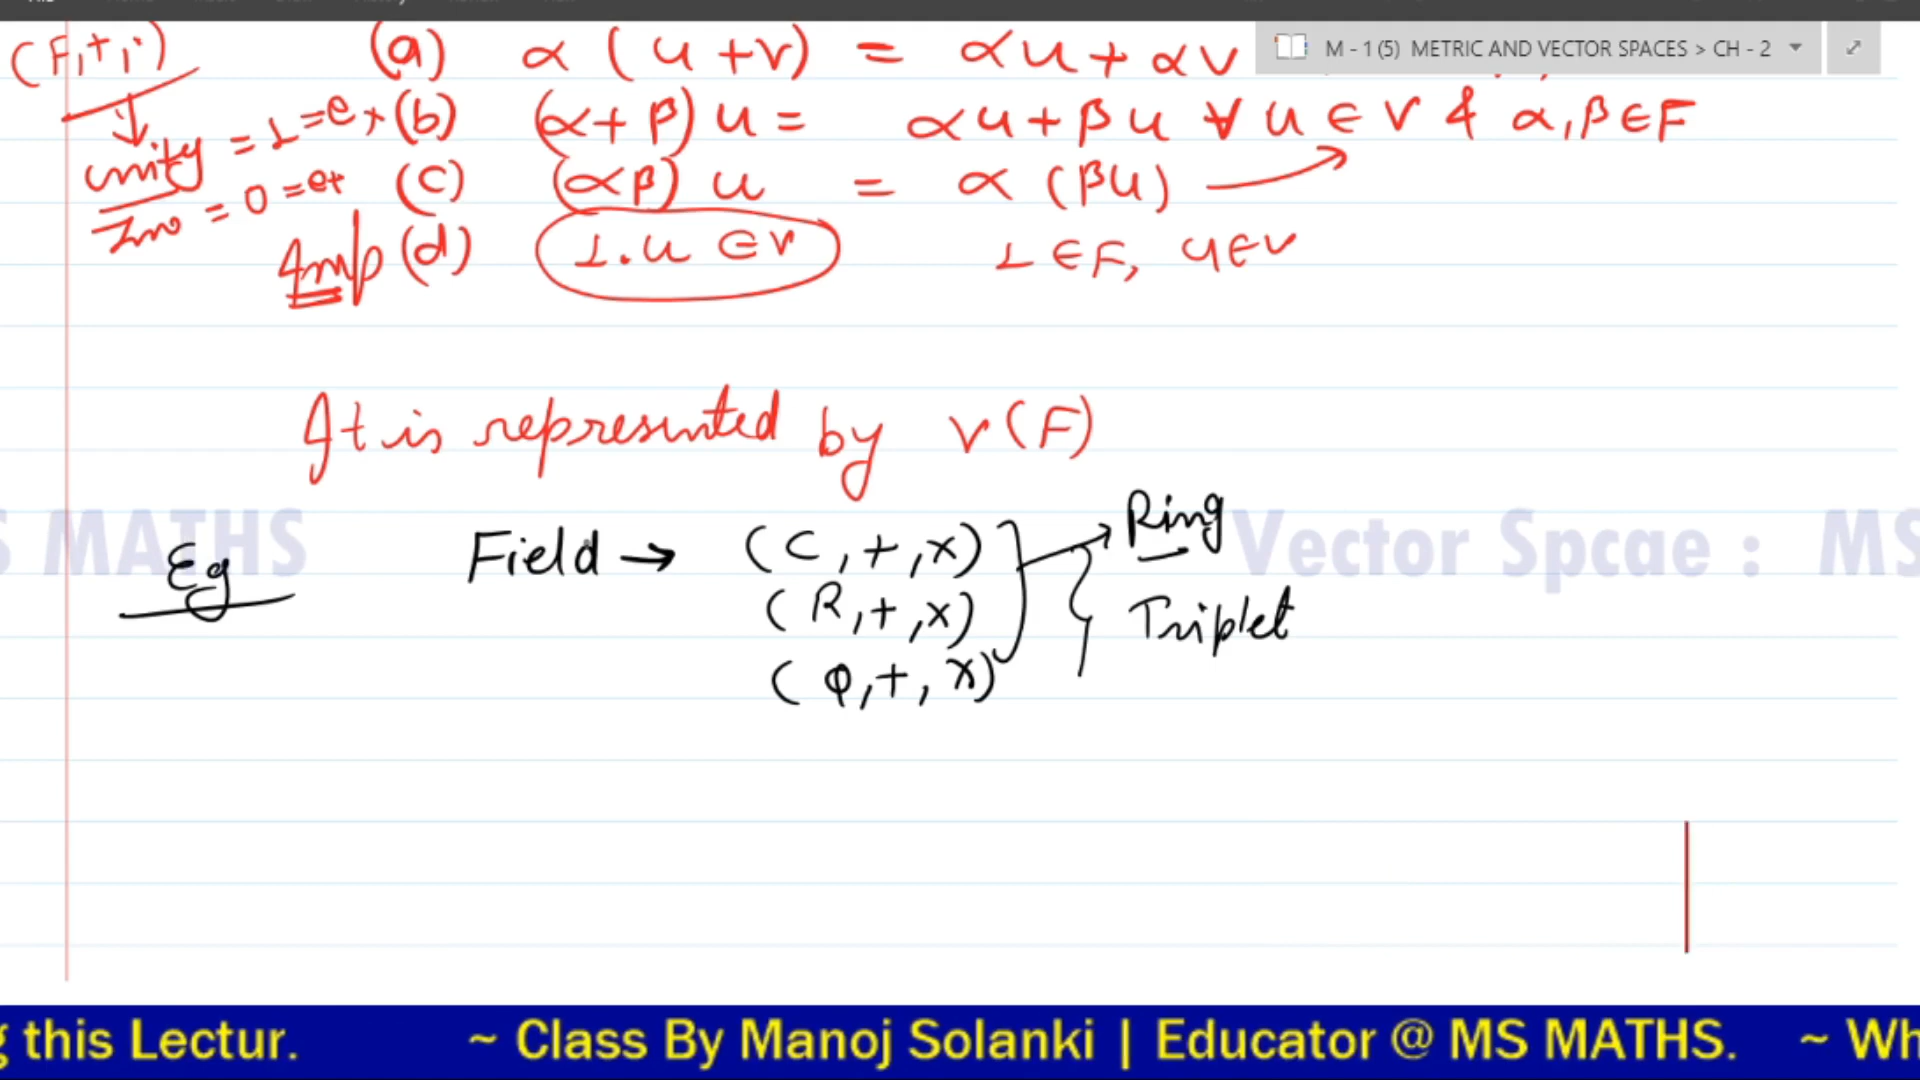 (F,+,·) (a) α (u+v) = αu + αv
M - 1 (5) METRIC AND VECTOR SPACES > CH - 2
unity = 1 = e× (b) (α+β) u = αu + βu ∀ u ∈ V & α,β ∈ F
Zero = 0 = e+ (c) (αβ) u = α (βu)
Imp (d) 1.u ∈ V 1 ∈ F, u ∈ V
It is represented by V(F)
S MATHS Vector Spcae : MS
Eg Field → (C,+,×) Ring
(R,+,×) Triplet
(Q,+,×)
g this Lectur. ~ Class By Manoj Solanki | Educator @ MS MATHS. ~ Wh